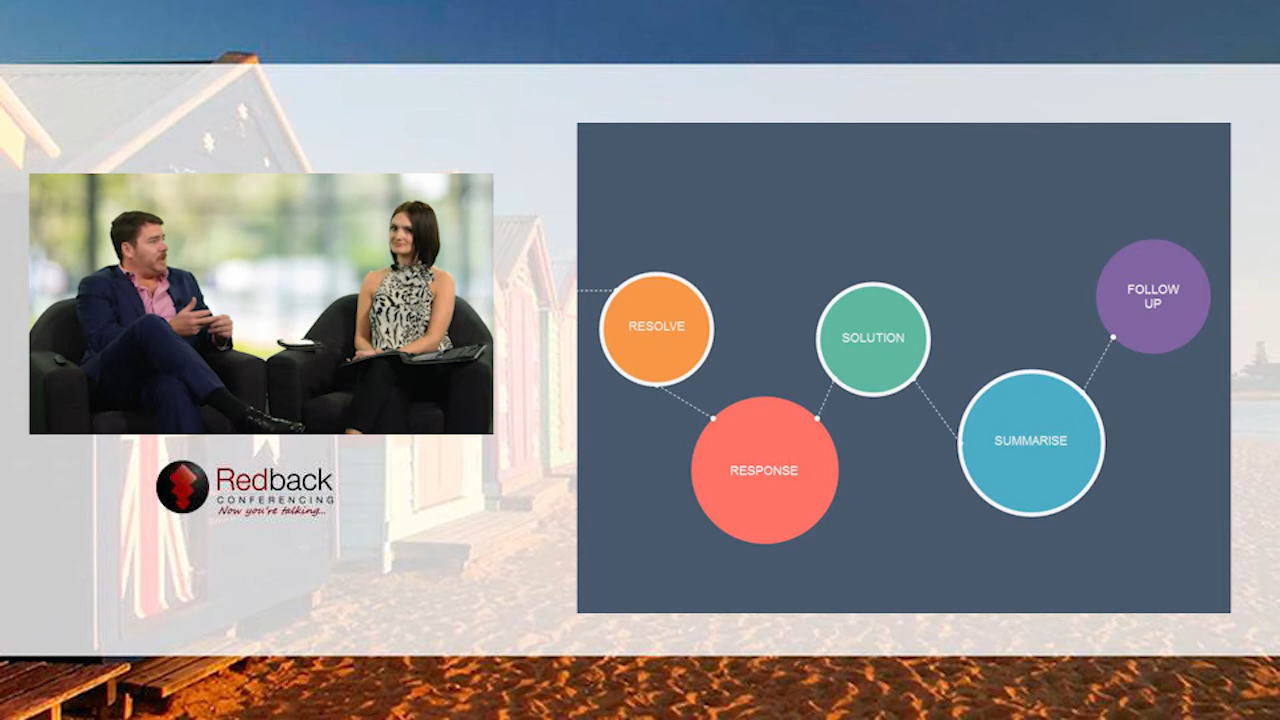 RESOLVE
RESPONSE
SOLUTION
SUMMARISE
FOLLOW
UP
Redback
CONFERENCING
Now you're talking...